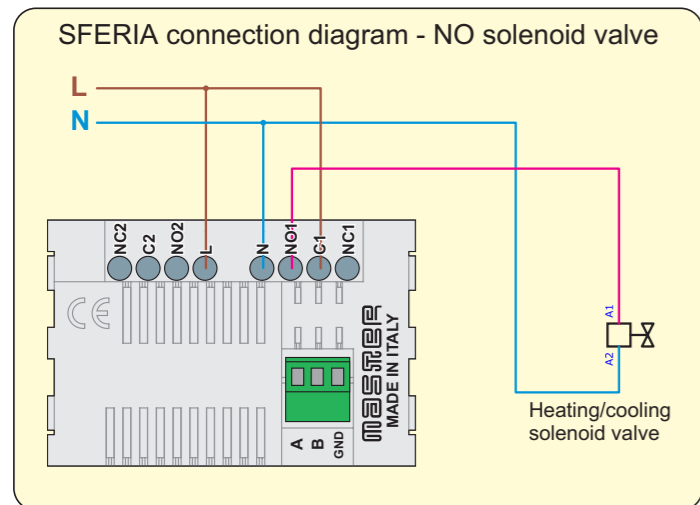 SFERIA connection diagram - NO solenoid valve
L
N
NC2
C2
NO2
L
N
NO1
C1
NC1
CE
MASTER
MADE IN ITALY
A
B
GND
A1
A2
Heating/cooling
solenoid valve